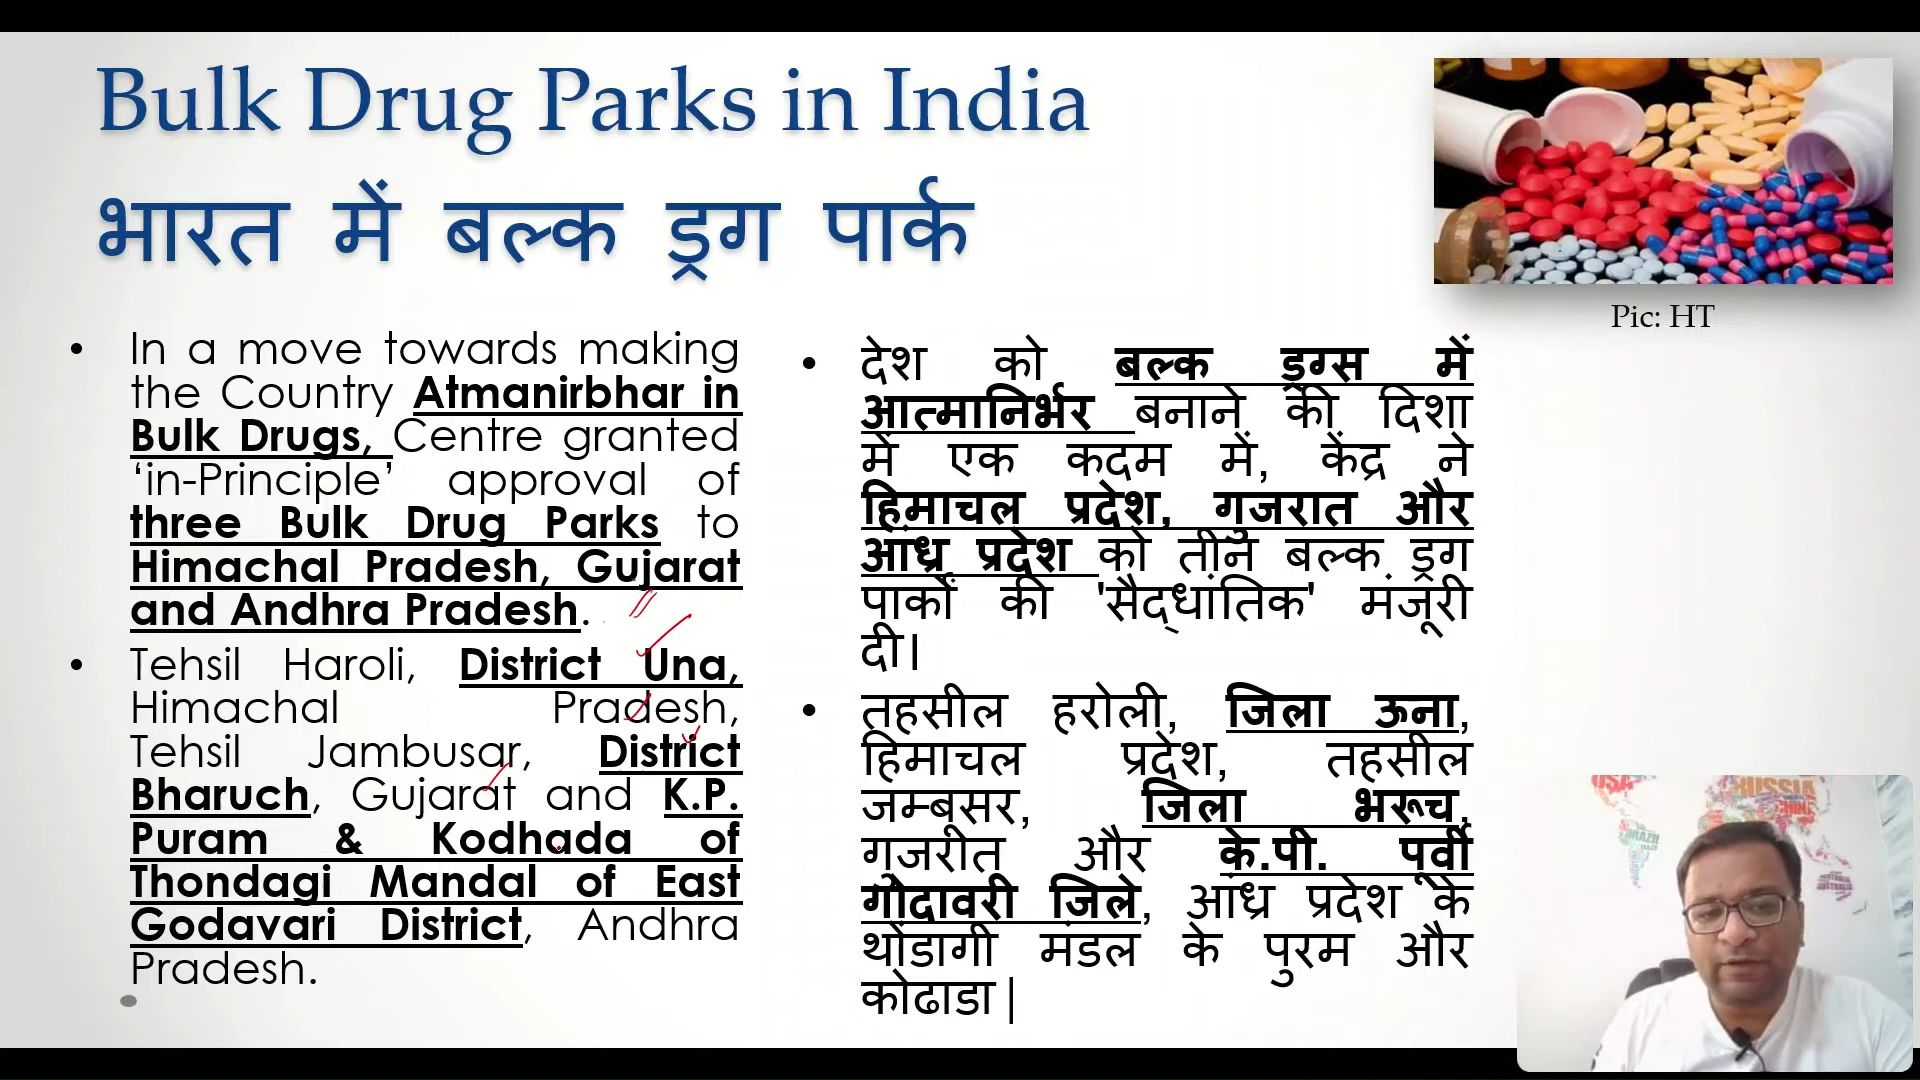 Bulk Drug Parks in India
भारत में बल्क ड्रग पार्क
Pic: HT
• In a move towards making
the Country Atmanirbhar in
Bulk Drugs, Centre granted
‘in-Principle’ approval of
three Bulk Drug Parks to
Himachal Pradesh, Gujarat
and Andhra Pradesh.
• Tehsil Haroli, District Una,
Himachal Pradesh,
Tehsil Jambusar, District
Bharuch, Gujarat and K.P.
Puram & Kodhada of
Thondagi Mandal of East
Godavari District, Andhra
Pradesh.
• देश को बल्क ड्रग्स में
आत्मानिर्भर बनाने की दिशा
में एक कदम में, केंद्र ने
हिमाचल प्रदेश, गुजरात और
आंध्र प्रदेश को तीन बल्क ड्रग
पार्कों की 'सैद्धांतिक' मंजूरी
दी।
• तहसील हरोली, जिला ऊना,
हिमाचल प्रदेश, तहसील
जम्बूसर, जिला भरूच,
गुजरात और के.पी. पूर्वी
गोदावरी जिले, आंध्र प्रदेश के
थोंडागी मंडल के पुरम और
कोढाडा|
USA
RUSSIA